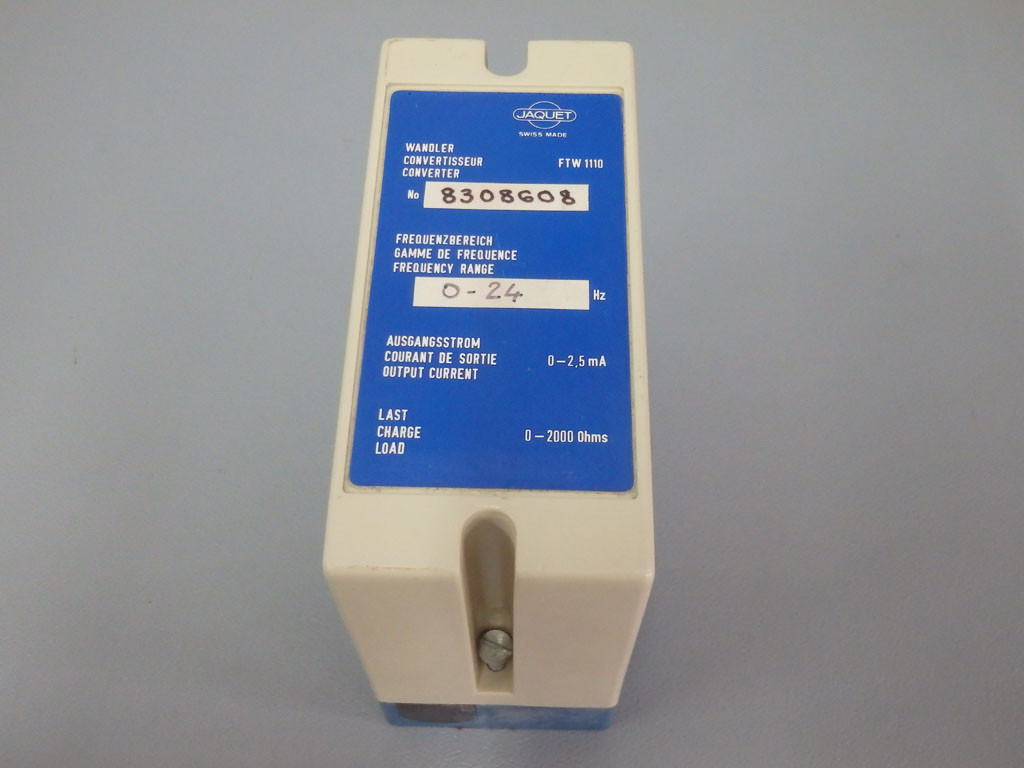 JAQUET
SWISS MADE
WANDLER
CONVERTISSEUR FTW 1110
CONVERTER
No 8308608
FREQUENZBEREICH
GAMME DE FREQUENCE
FREQUENCY RANGE
0-24 Hz
AUSGANGSSTROM
COURANT DE SORTIE 0-2,5 mA
OUTPUT CURRENT
LAST
CHARGE 0-2000 Ohms
LOAD